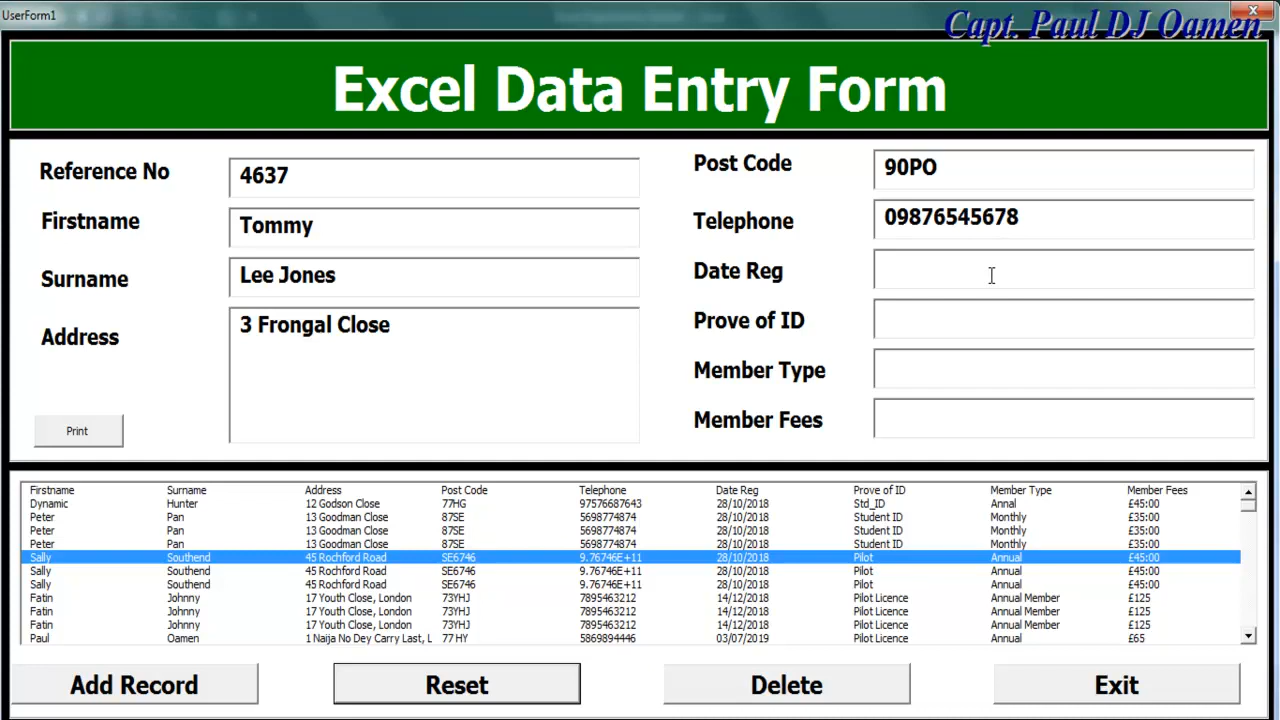 UserForm1
Capt. Paul DJ Oamen
Excel Data Entry Form
Reference No 4637
Firstname Tommy
Surname Lee Jones
Address 3 Frongal Close
Print
Post Code 90PO
Telephone 09876545678
Date Reg
Prove of ID
Member Type
Member Fees
Firstname Surname Address Post Code Telephone Date Reg Prove of ID Member Type Member Fees
Dynamic Hunter 12 Godson Close 77HG 97576687643 28/10/2018 Std_ID Annal £45:00
Peter Pan 13 Goodman Close 87SE 5698774874 28/10/2018 Student ID Monthly £35:00
Peter Pan 13 Goodman Close 87SE 5698774874 28/10/2018 Student ID Monthly £35:00
Peter Pan 13 Goodman Close 87SE 5698774874 28/10/2018 Student ID Monthly £35:00
Sally Southend 45 Rochford Road SE6746 9.76746E+11 28/10/2018 Pilot Annual £45:00
Sally Southend 45 Rochford Road SE6746 9.76746E+11 28/10/2018 Pilot Annual £45:00
Sally Southend 45 Rochford Road SE6746 9.76746E+11 28/10/2018 Pilot Annual £45:00
Fatin Johnny 17 Youth Close, London 73YHJ 7895463212 14/12/2018 Pilot Licence Annual Member £125
Fatin Johnny 17 Youth Close, London 73YHJ 7895463212 14/12/2018 Pilot Licence Annual Member £125
Fatin Johnny 17 Youth Close, London 73YHJ 7895463212 14/12/2018 Pilot Licence Annual Member £125
Paul Oamen 1 Naija No Dey Carry Last, L 77 HY 5869894446 03/07/2019 Pilot Licence Annual £65
Add Record
Reset
Delete
Exit